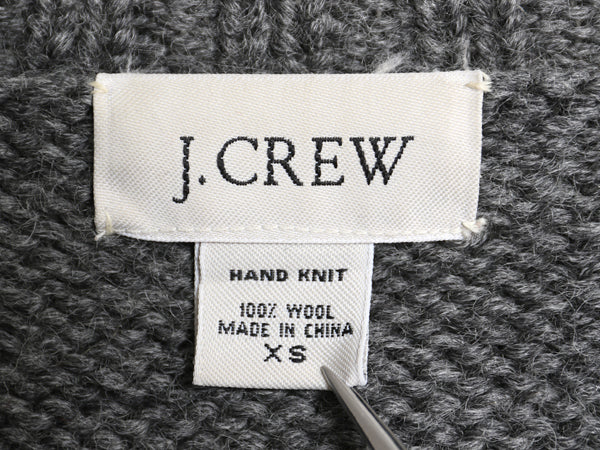 J.CREW
HAND KNIT
100% WOOL
MADE IN CHINA
XS